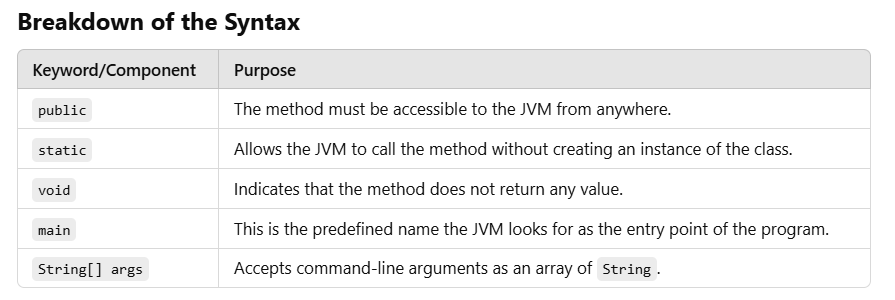 Breakdown of the Syntax
Keyword/Component Purpose
public The method must be accessible to the JVM from anywhere.
static Allows the JVM to call the method without creating an instance of the class.
void Indicates that the method does not return any value.
main This is the predefined name the JVM looks for as the entry point of the program.
String[] args Accepts command-line arguments as an array of String.